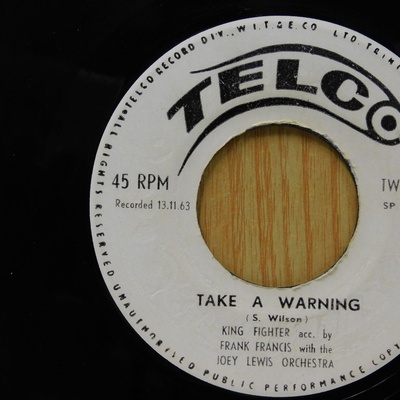 TELCO RECORD DIV., W.I.T.&E.CO LTD. TRINI
TELCO
45 RPM
TW
Recorded 13.11.63
SP
TAKE A WARNING
(S. Wilson)
KING FIGHTER acc. by
FRANK FRANCIS with the
JOEY LEWIS ORCHESTRA
ALL RIGHTS RESERVED UNAUTHORISED PUBLIC PERFORMANCE COPY